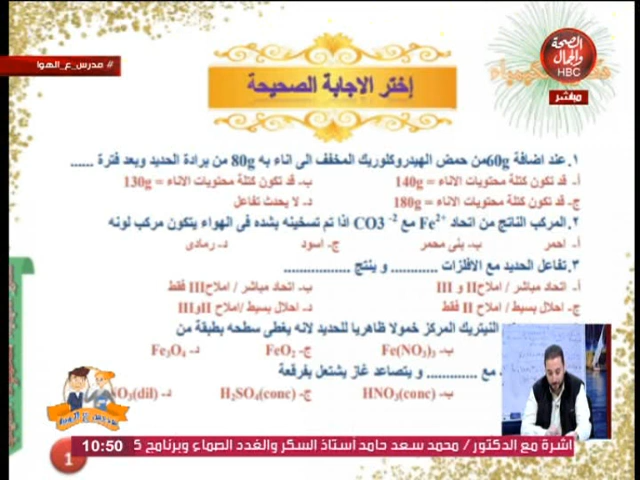 #مدرس_ع_الهوا
الصحة
والجمال
HBC
مباشر
إختر الاجابة الصحيحة
١. عند اضافة 60g من حمض الهيدروكلوريك المخفف الى اناء به 80g من برادة الحديد وبعد فترة ......
أ- قد تكون كتلة محتويات الاناء = 140g ب- قد تكون كتلة محتويات الاناء = 130g
ج- قد تكون كتلة محتويات الاناء = 180g د- لا يحدث تفاعل
٢. المركب الناتج من اتحاد Fe2+ مع CO3 -2 اذا تم تسخينه بشده فى الهواء يتكون مركب لونه
أ- احمر ب- بنى محمر ج- اسود د- رمادى
٣. تفاعل الحديد مع الافلزات ............ و ينتج .................
أ- اتحاد مباشر / املاح II و III ب- اتحاد مباشر / املاح III فقط
ج- احلال بسيط / املاح II فقط د- احلال بسيط /املاح II و III
النيتريك المركز خمولا ظاهريا للحديد لانه يغطى سطحه بطبقة من
ب- Fe(NO3)3 ج- FeO2 د- Fe3O4
مع ............. و يتصاعد غاز يشتعل بفرقعة
ب- HNO3(conc) ج- H2SO4(conc) د- NO3(dil)
مدرس ع الهوا
1
10:50 اشرة مع الدكتور / محمد سعد حامد أستاذ السكر والغدد الصماء وبرنامج 5